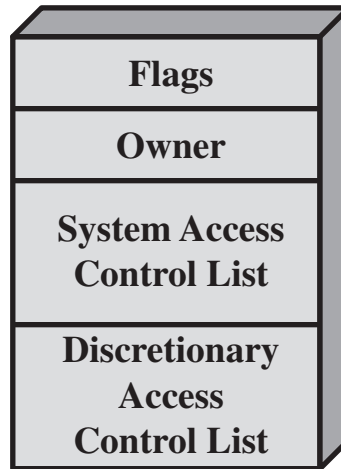 Flags
Owner
System Access
Control List
Discretionary
Access
Control List